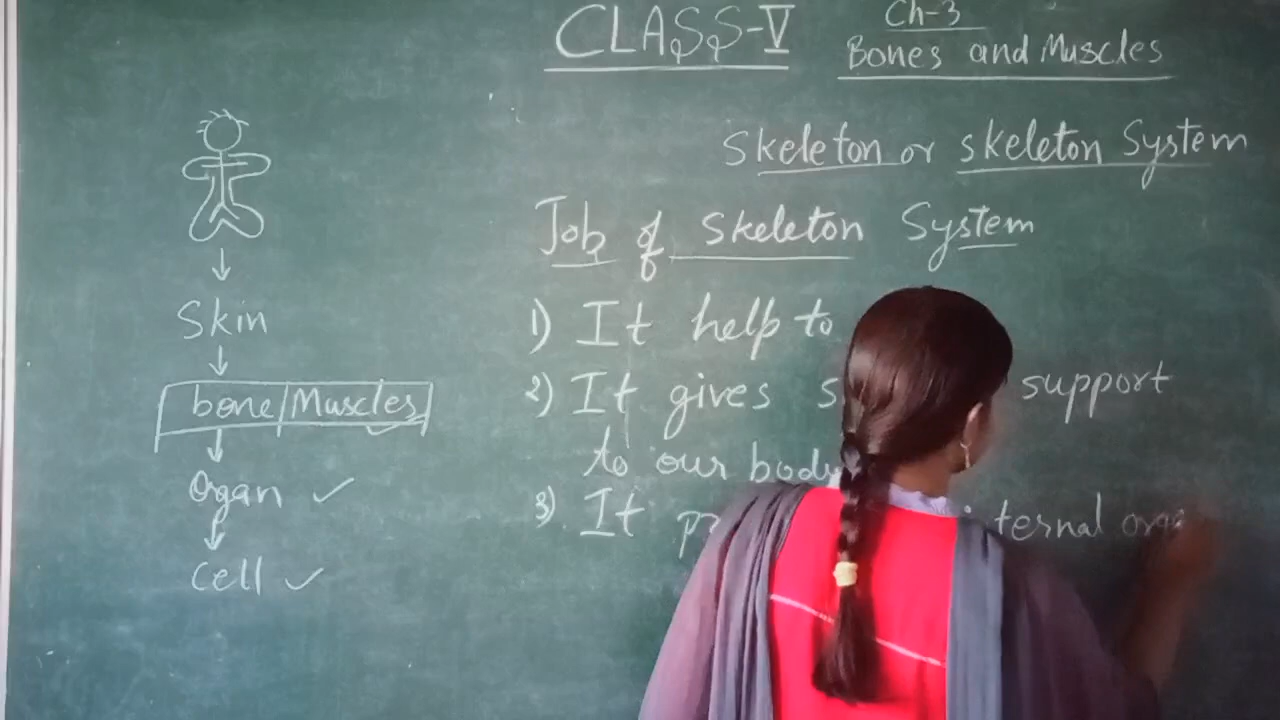 CLASS-V
Ch-3
Bones and Muscles
Skeleton or skeleton System
Job of Skeleton System
1) It help to
2) It gives support
to our body
3) It
Skin
bone Muscles
Organ ✓
Cell ✓